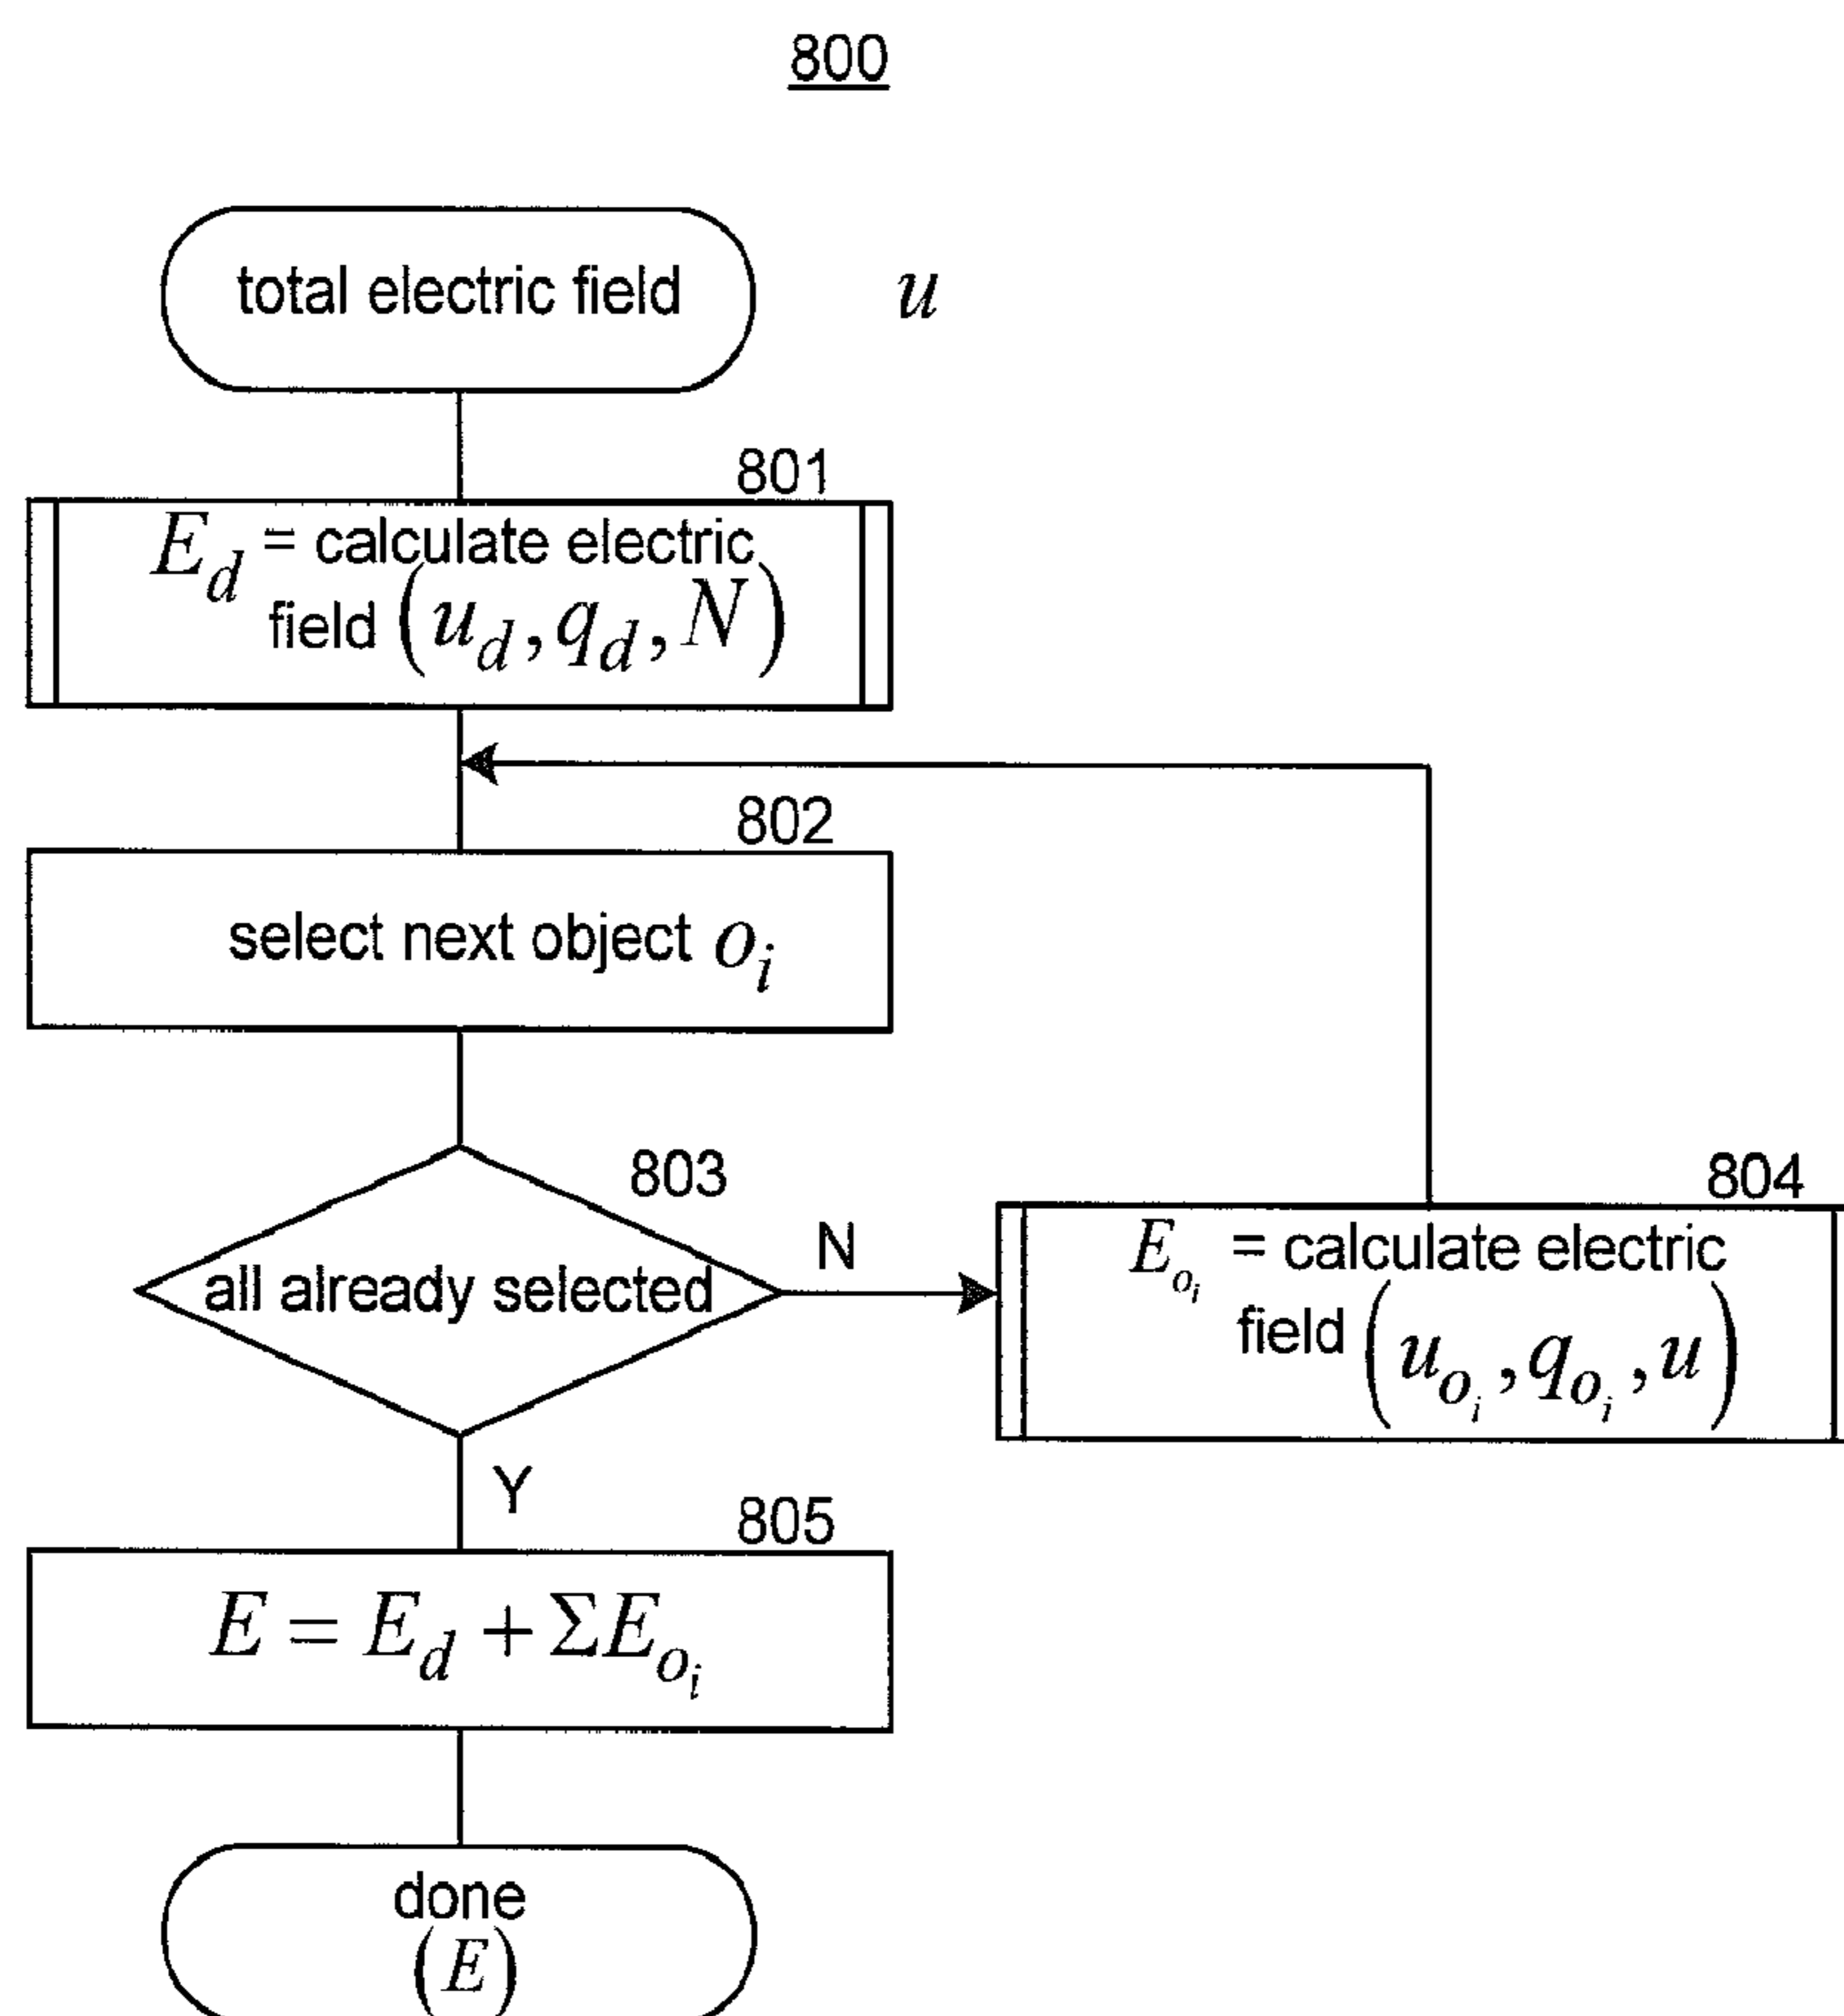 800
total electric field
u
801
E_d = calculate electric
field (u_d, q_d, N)
802
select next object o_i
803
all already selected
N
804
E_{o_i} = calculate electric
field (u_{o_i}, q_{o_i}, u)
Y
805
E = E_d + ΣE_{o_i}
done
(E)